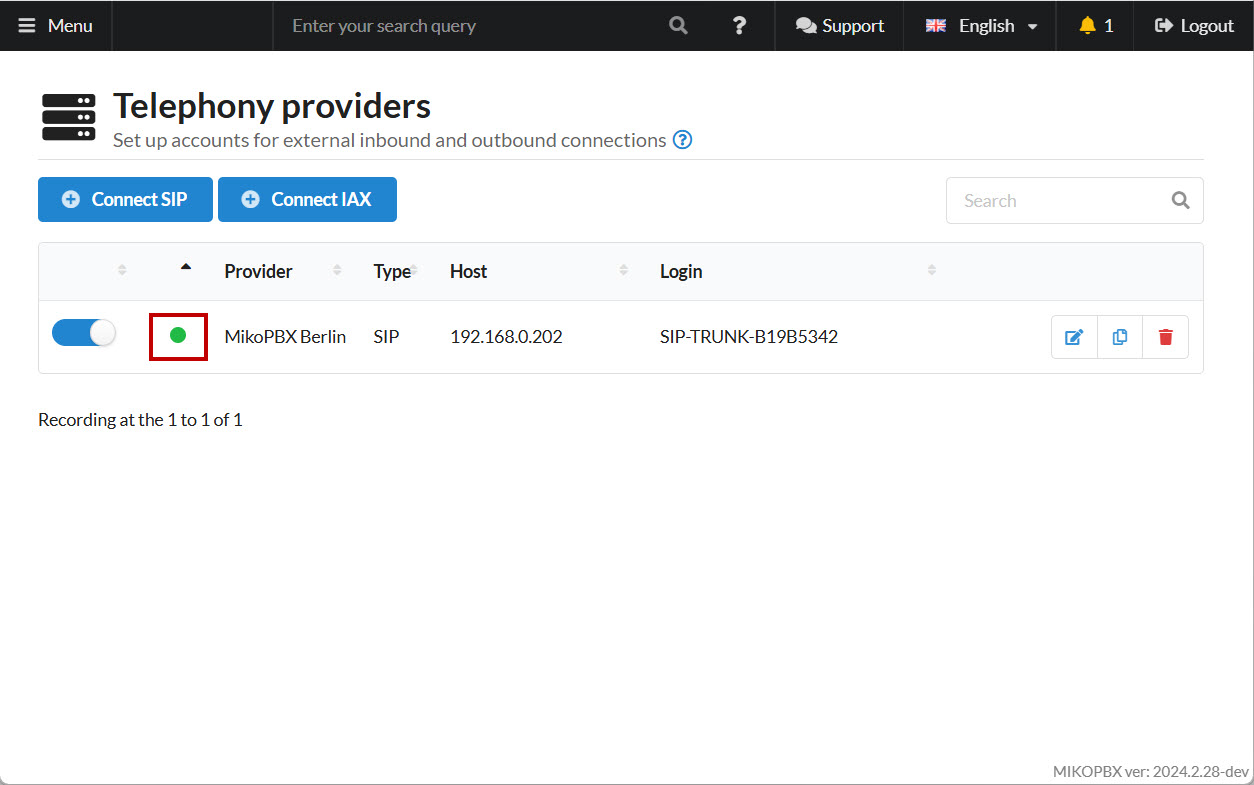 Menu
Enter your search query
?
Support
English
1
Logout
Telephony providers
Set up accounts for external inbound and outbound connections ?
Connect SIP
Connect IAX
Search
Provider Type Host Login
MikoPBX Berlin SIP 192.168.0.202 SIP-TRUNK-B19B5342
Recording at the 1 to 1 of 1
MIKOPBX ver: 2024.2.28-dev